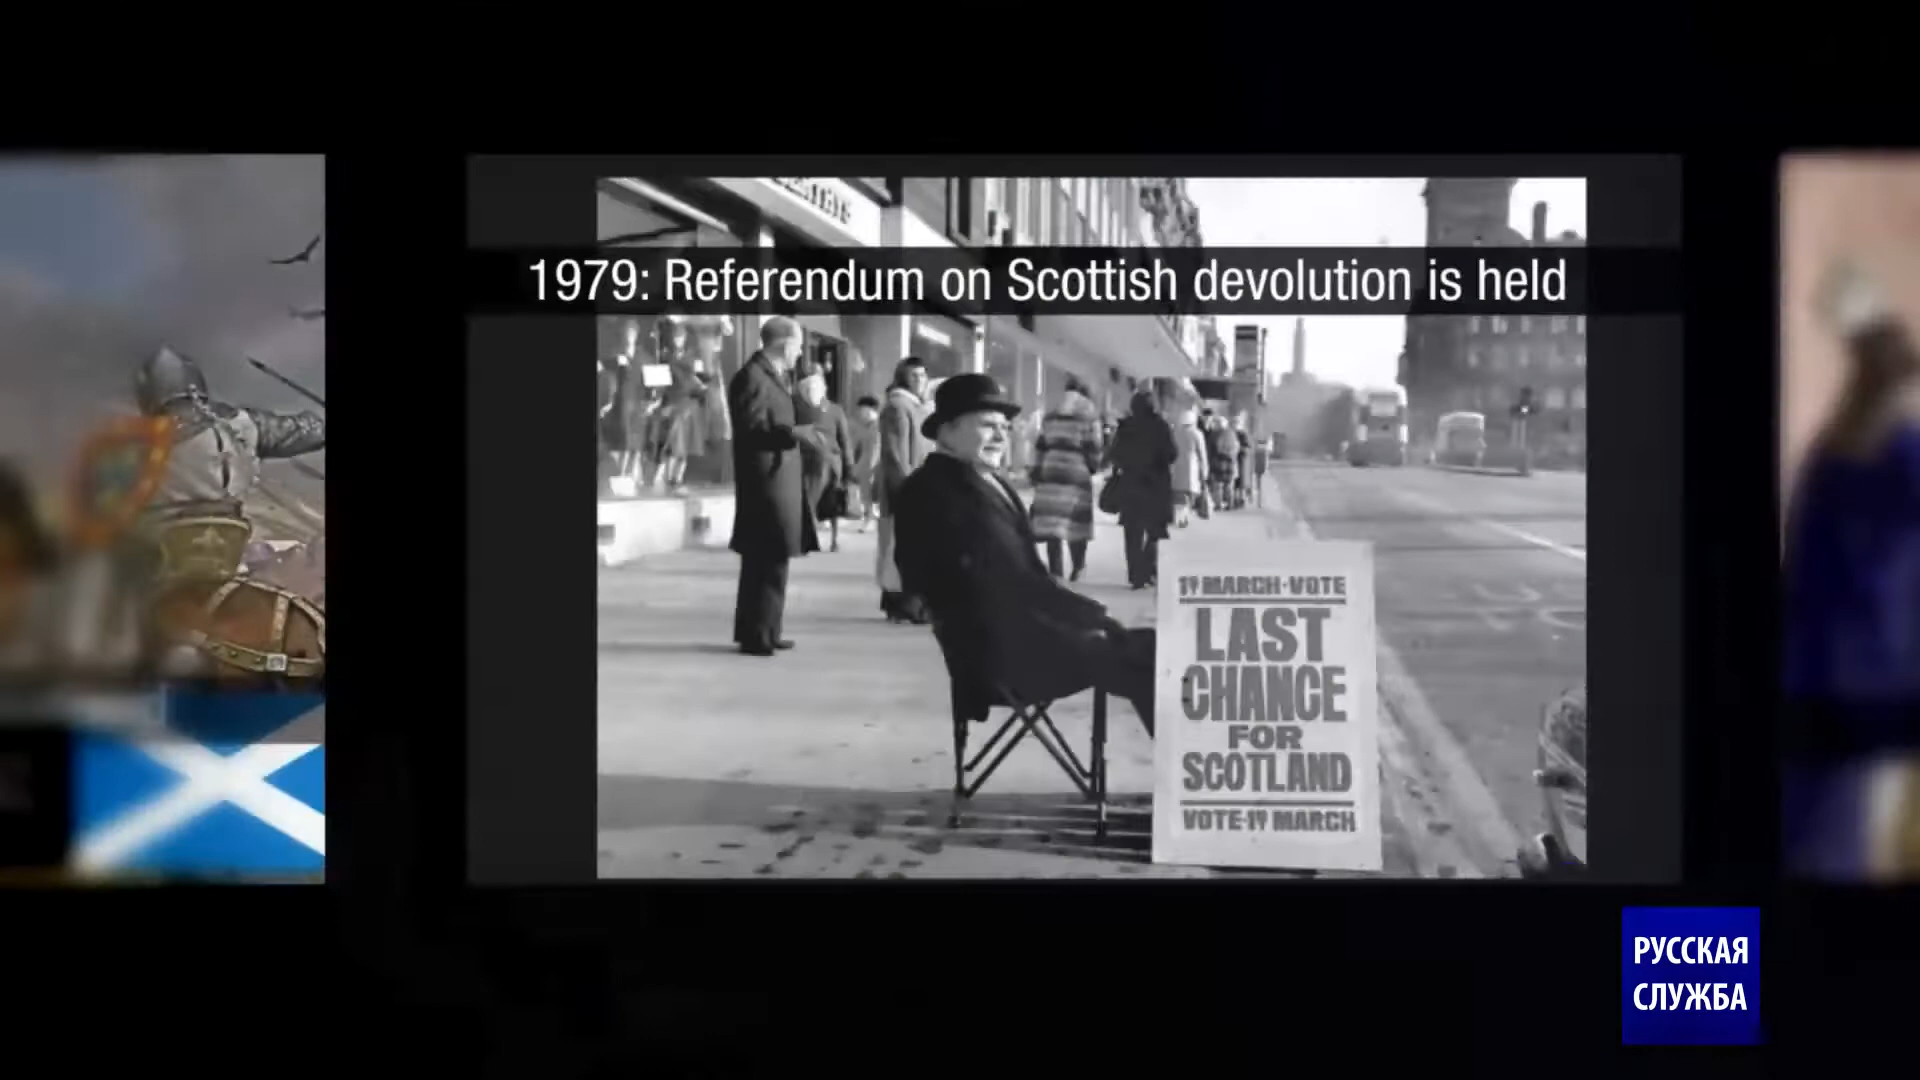 1979: Referendum on Scottish devolution is held
1ST MARCH·VOTE
LAST
CHANCE
FOR
SCOTLAND
VOTE·1ST MARCH
РУССКАЯ
СЛУЖБА